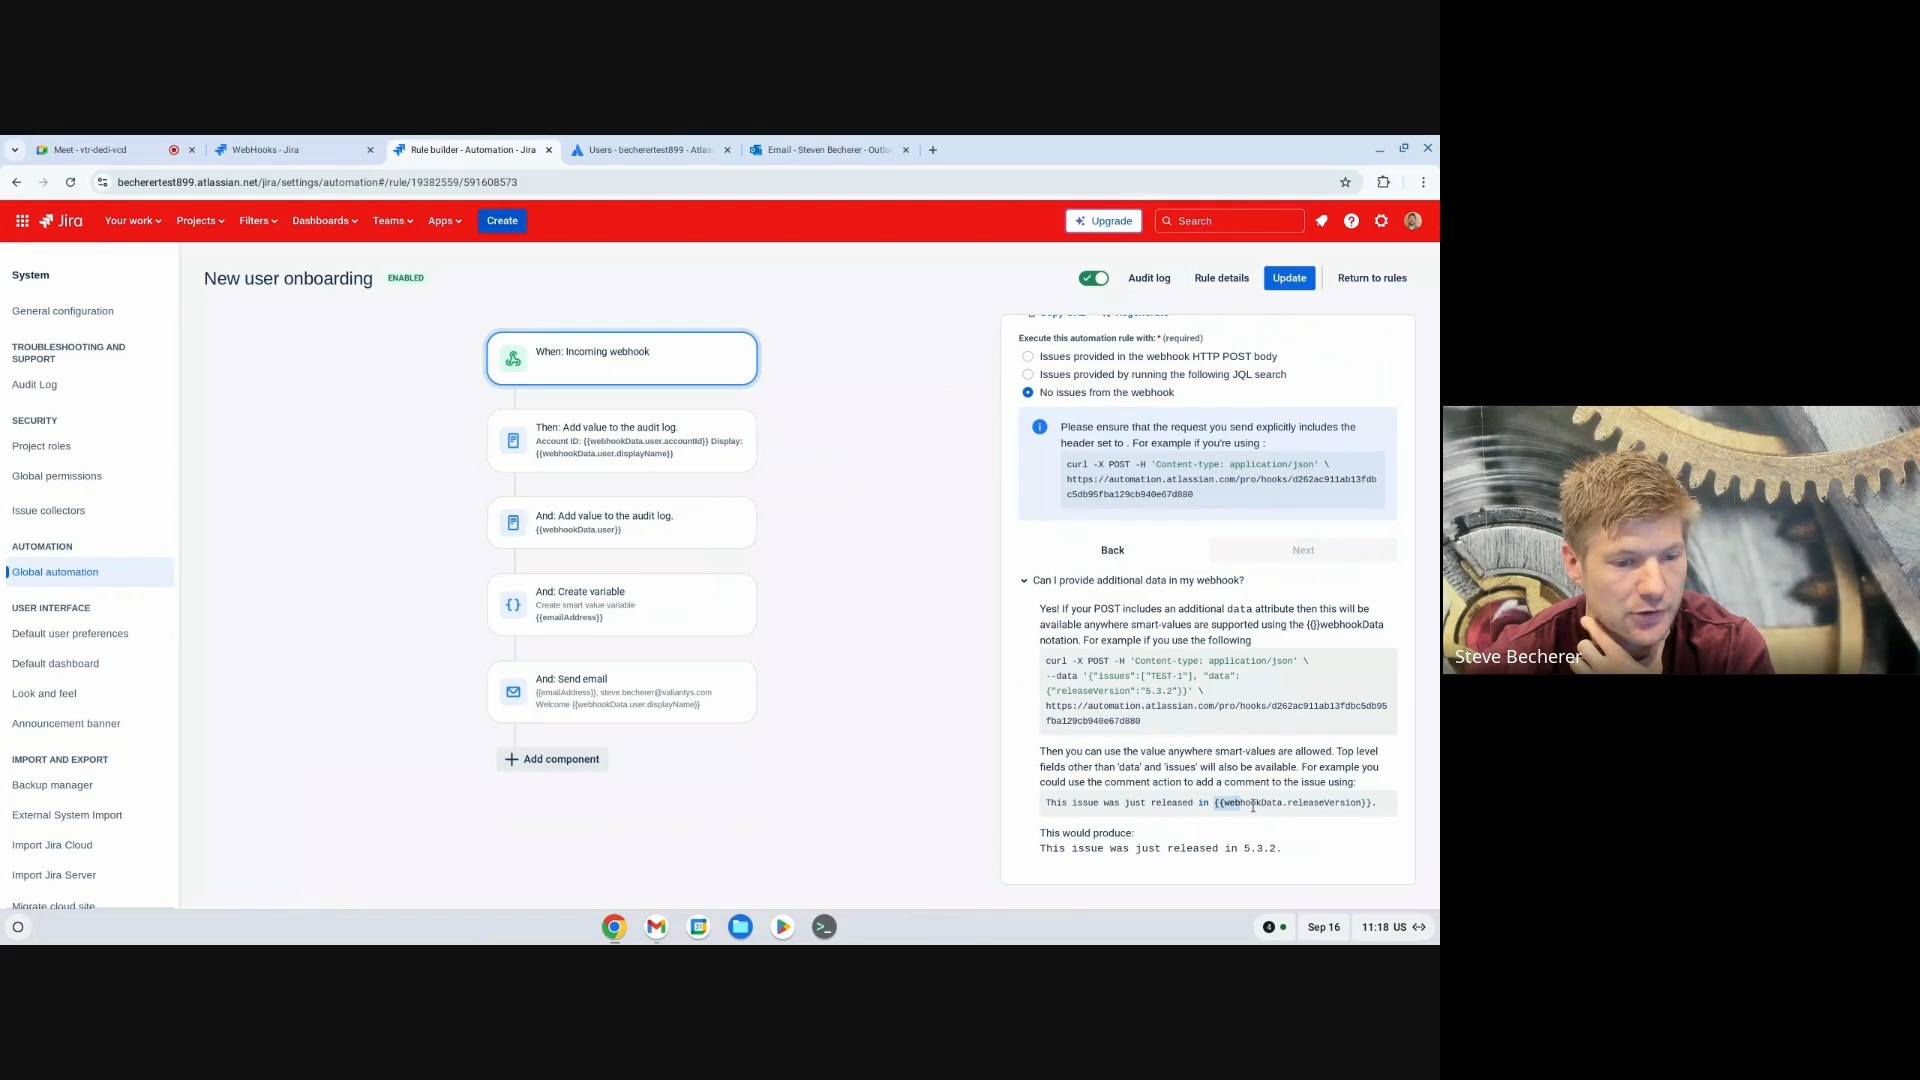 Meet - vtr-dedi-vcd
WebHooks - Jira
Rule builder - Automation - Jira
Users - becherertest899 - Atlas
Email - Steven Becherer - Outlo
becherertest899.atlassian.net/jira/settings/automation#/rule/19382559/591608573
Jira
Your work
Projects
Filters
Dashboards
Teams
Apps
Create
Upgrade
Search
System
General configuration
TROUBLESHOOTING AND
SUPPORT
Audit Log
SECURITY
Project roles
Global permissions
Issue collectors
AUTOMATION
Global automation
USER INTERFACE
Default user preferences
Default dashboard
Look and feel
Announcement banner
IMPORT AND EXPORT
Backup manager
External System Import
Import Jira Cloud
Import Jira Server
Migrate cloud site
New user onboarding
ENABLED
Audit log
Rule details
Update
Return to rules
When: Incoming webhook
Then: Add value to the audit log.
Account ID: {{webhookData.user.accountId}} Display:
{{webhookData.user.displayName}}
And: Add value to the audit log.
{{webhookData.user}}
And: Create variable
Create smart value variable
{{emailAddress}}
And: Send email
{{emailAddress}}, steve.becherer@valiantys.com
Welcome {{webhookData.user.displayName}}
Add component
Execute this automation rule with: * (required)
Issues provided in the webhook HTTP POST body
Issues provided by running the following JQL search
No issues from the webhook
Please ensure that the request you send explicitly includes the
header set to . For example if you're using :
curl -X POST -H 'Content-type: application/json' \
https://automation.atlassian.com/pro/hooks/d262ac911ab13fdb
c5db95fba129cb940e67d880
Back
Next
Can I provide additional data in my webhook?
Yes! If your POST includes an additional data attribute then this will be
available anywhere smart-values are supported using the {{}}webhookData
notation. For example if you use the following
curl -X POST -H 'Content-type: application/json' \
--data '{"issues":["TEST-1"], "data":
{"releaseVersion":"5.3.2"}}' \
https://automation.atlassian.com/pro/hooks/d262ac911ab13fdbc5db95
fba129cb940e67d880
Then you can use the value anywhere smart-values are allowed. Top level
fields other than 'data' and 'issues' will also be available. For example you
could use the comment action to add a comment to the issue using:
This issue was just released in {{webhookData.releaseVersion}}.
This would produce:
This issue was just released in 5.3.2.
Steve Becherer
4
Sep 16
11:18 US